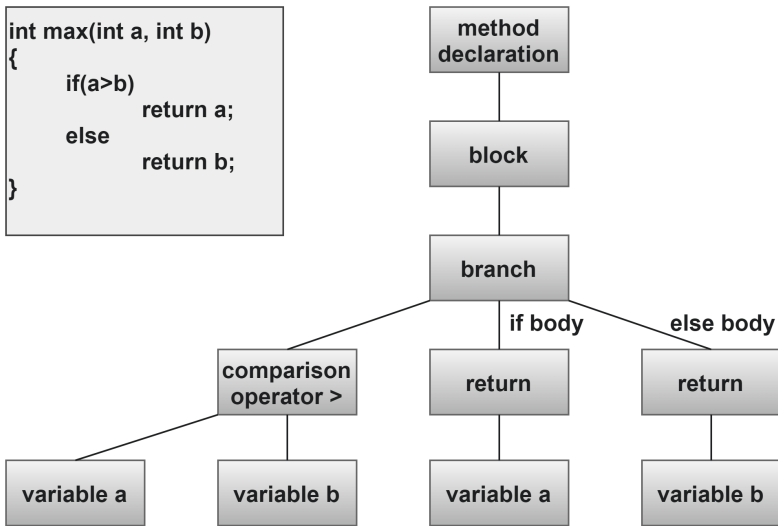 int max(int a, int b)
{
if(a>b)
return a;
else
return b;
}
method
declaration
block
branch
if body
else body
comparison
operator >
return
return
variable a
variable b
variable a
variable b